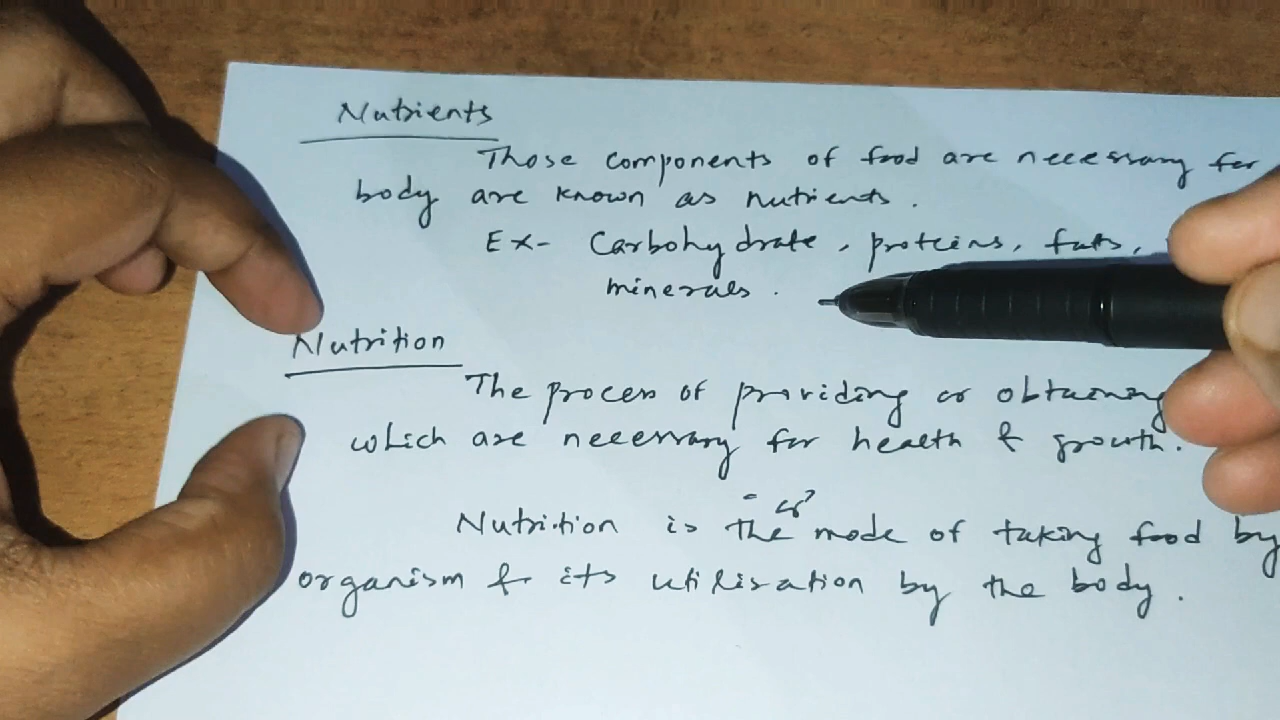 Nutrients
Those components of food are necessary for
body are known as nutrients.
Ex- Carbohydrate, proteins, fats,
minerals.
Nutrition
The process of providing or obtaining
which are necessary for health & growth.
- or
Nutrition is the mode of taking food by
organism & its utilisation by the body.